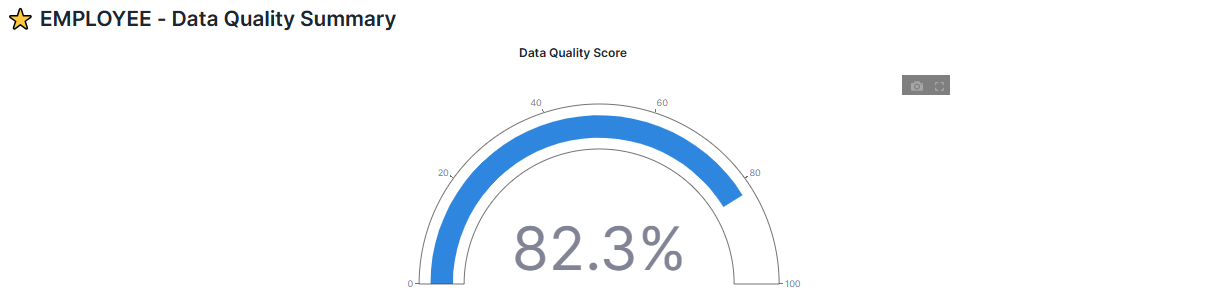 EMPLOYEE - Data Quality Summary
Data Quality Score
40 60
20 80
82.3%
0 100